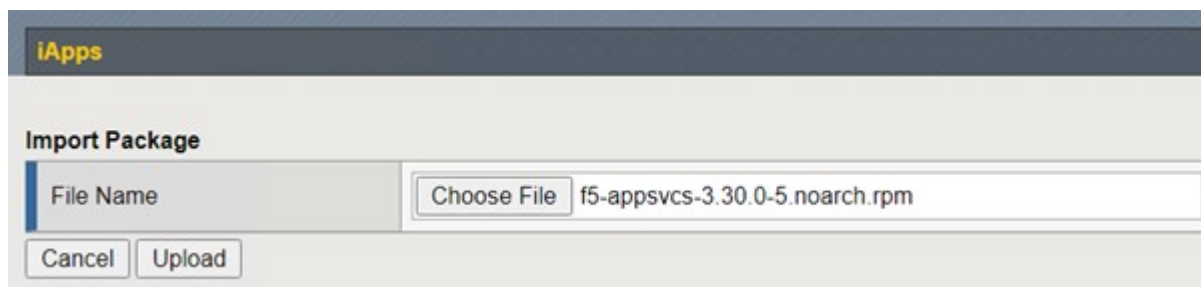 iApps
Import Package
File Name Choose File f5-appsvcs-3.30.0-5.noarch.rpm
Cancel Upload